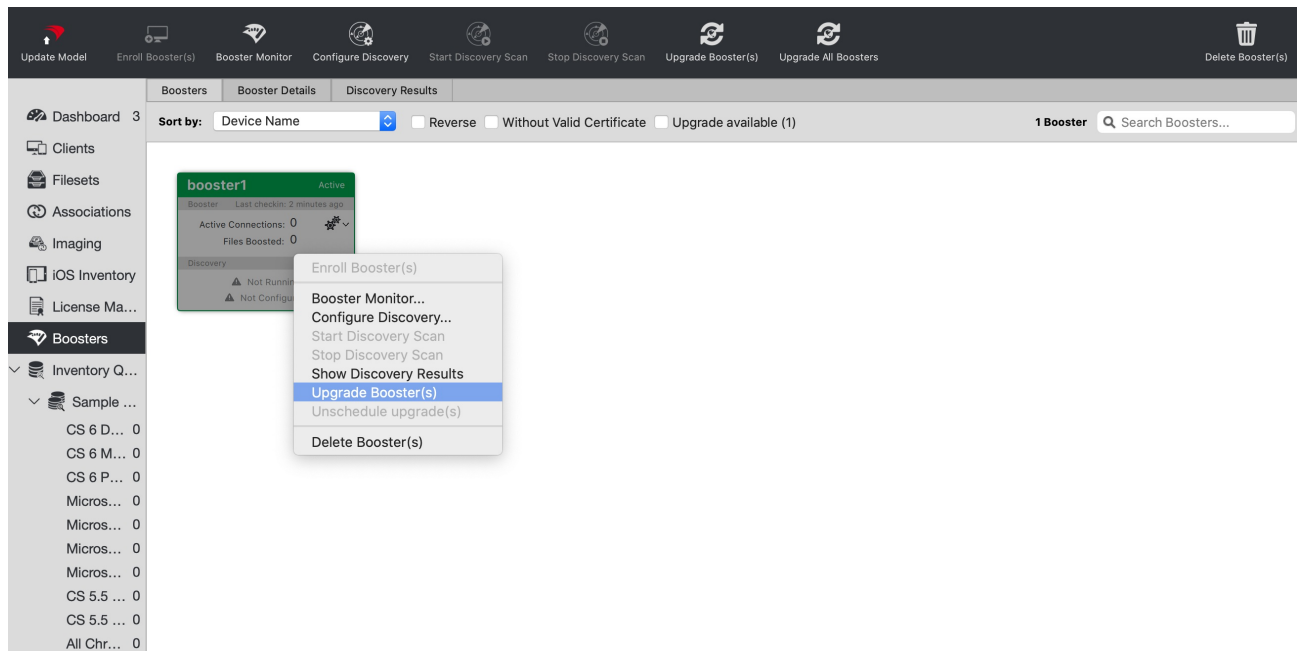 Update Model Enroll Booster(s) Booster Monitor Configure Discovery Start Discovery Scan Stop Discovery Scan Upgrade Booster(s) Upgrade All Boosters Delete Booster(s)
Boosters Booster Details Discovery Results
Sort by: Device Name Reverse Without Valid Certificate Upgrade available (1) 1 Booster Search Boosters...
Dashboard 3
Clients
Filesets
Associations
Imaging
iOS Inventory
License Ma...
Boosters
Inventory Q...
Sample ...
CS 6 D... 0
CS 6 M... 0
CS 6 P... 0
Micros... 0
Micros... 0
Micros... 0
Micros... 0
CS 5.5 ... 0
CS 5.5 ... 0
All Chr... 0
booster1 Active
Booster Last checkin: 2 minutes ago
Active Connections: 0
Files Boosted: 0
Discovery
Not Runnin
Not Configu
Enroll Booster(s)
Booster Monitor...
Configure Discovery...
Start Discovery Scan
Stop Discovery Scan
Show Discovery Results
Upgrade Booster(s)
Unschedule upgrade(s)
Delete Booster(s)